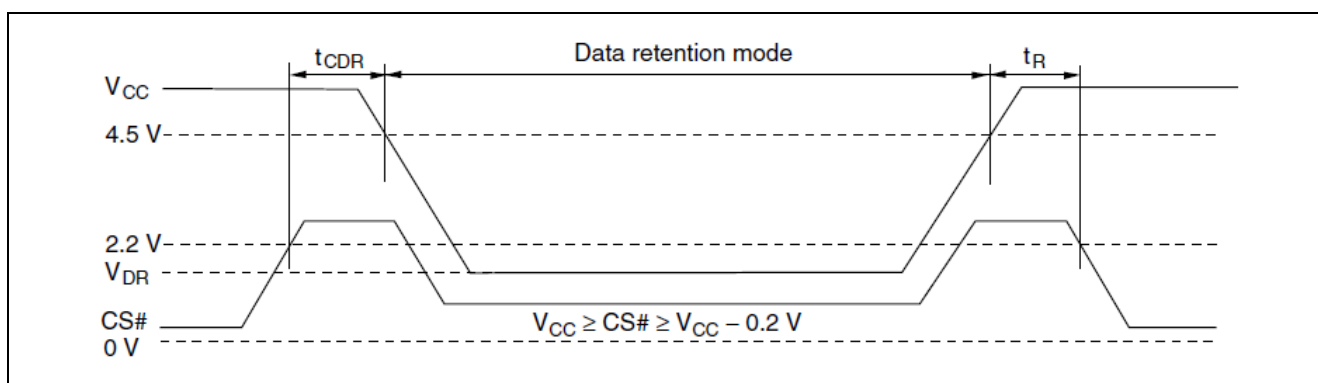 tCDR
Data retention mode
tR
VCC
4.5 V
2.2 V
VDR
CS#
VCC ≥ CS# ≥ VCC – 0.2 V
0 V